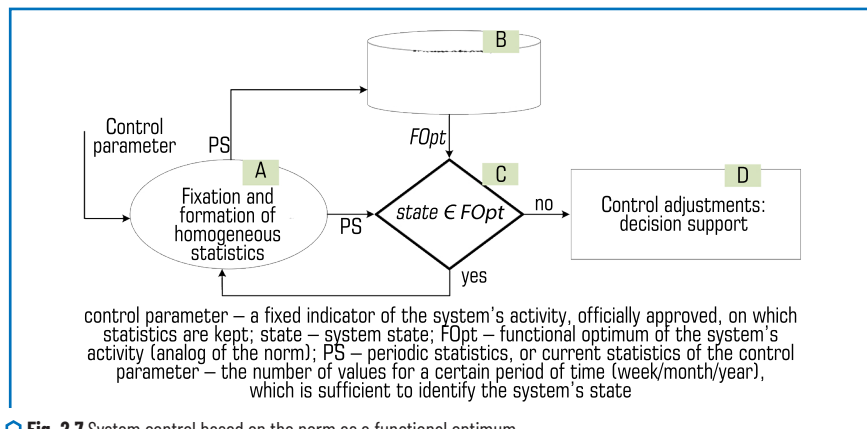 B
Control
parameter
PS
FOpt
A
C
D
Fixation and
formation of
homogeneous
statistics
PS
state ∈ FOpt
no
Control adjustments:
decision support
yes
control parameter – a fixed indicator of the system's activity, officially approved, on which
statistics are kept; state – system state; FOpt – functional optimum of the system's
activity (analog of the norm); PS – periodic statistics, or current statistics of the control
parameter – the number of values for a certain period of time (week/month/year),
which is sufficient to identify the system's state
Fig. 2.7 System control based on the norm as a functional optimum